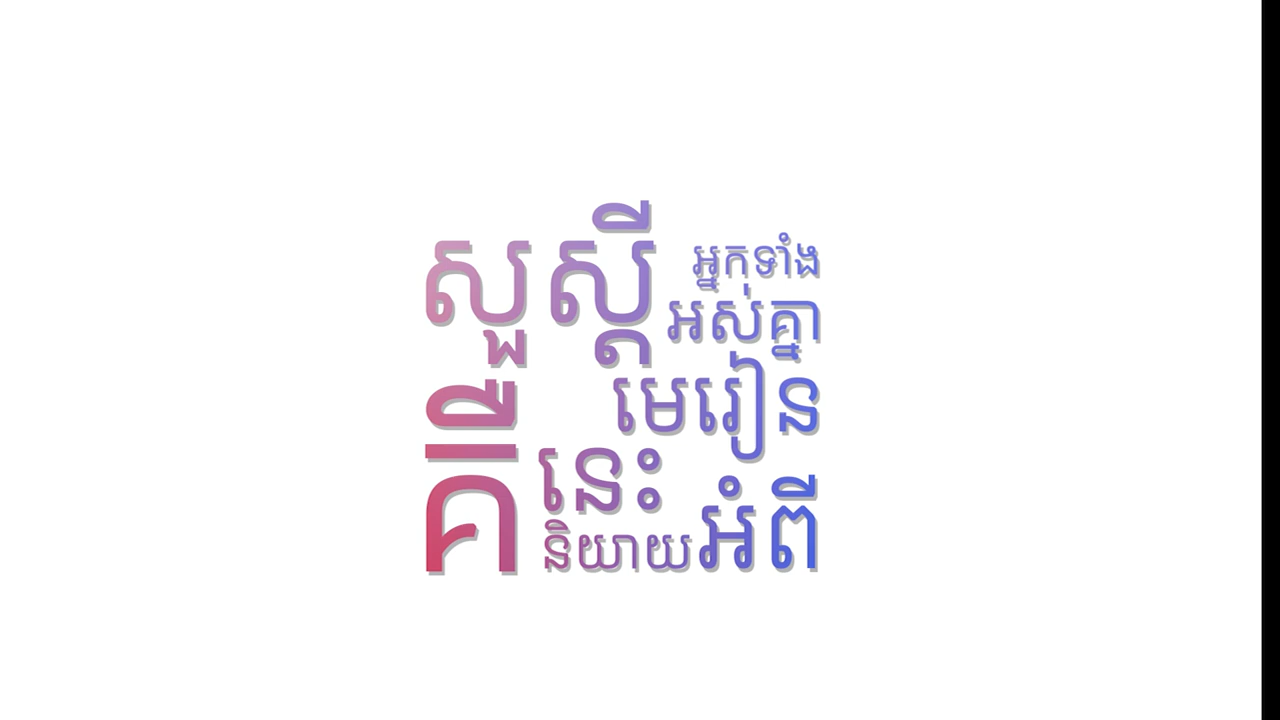 សួស្តី
អ្នកទាំង
អស់គ្នា
មេរៀន
នេះ
គឺ
និយាយ
អំពី